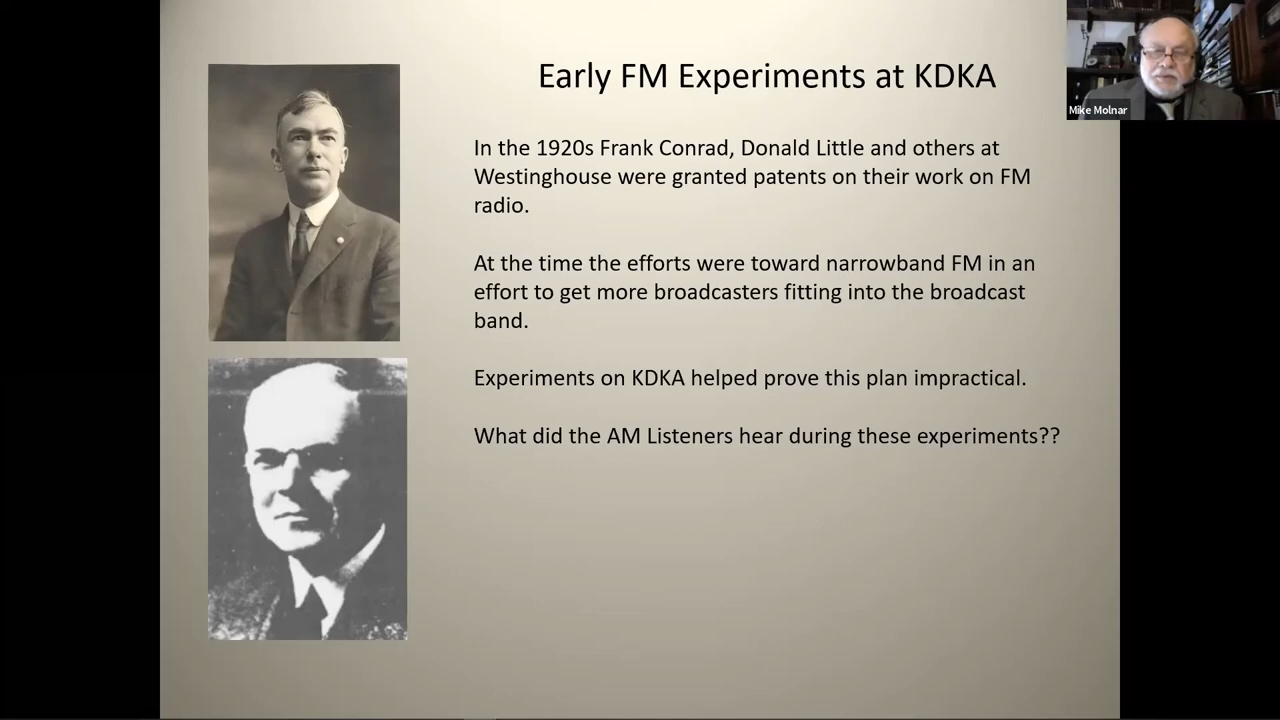 Early FM Experiments at KDKA
Mike Molnar
In the 1920s Frank Conrad, Donald Little and others at
Westinghouse were granted patents on their work on FM
radio.
At the time the efforts were toward narrowband FM in an
effort to get more broadcasters fitting into the broadcast
band.
Experiments on KDKA helped prove this plan impractical.
What did the AM Listeners hear during these experiments??